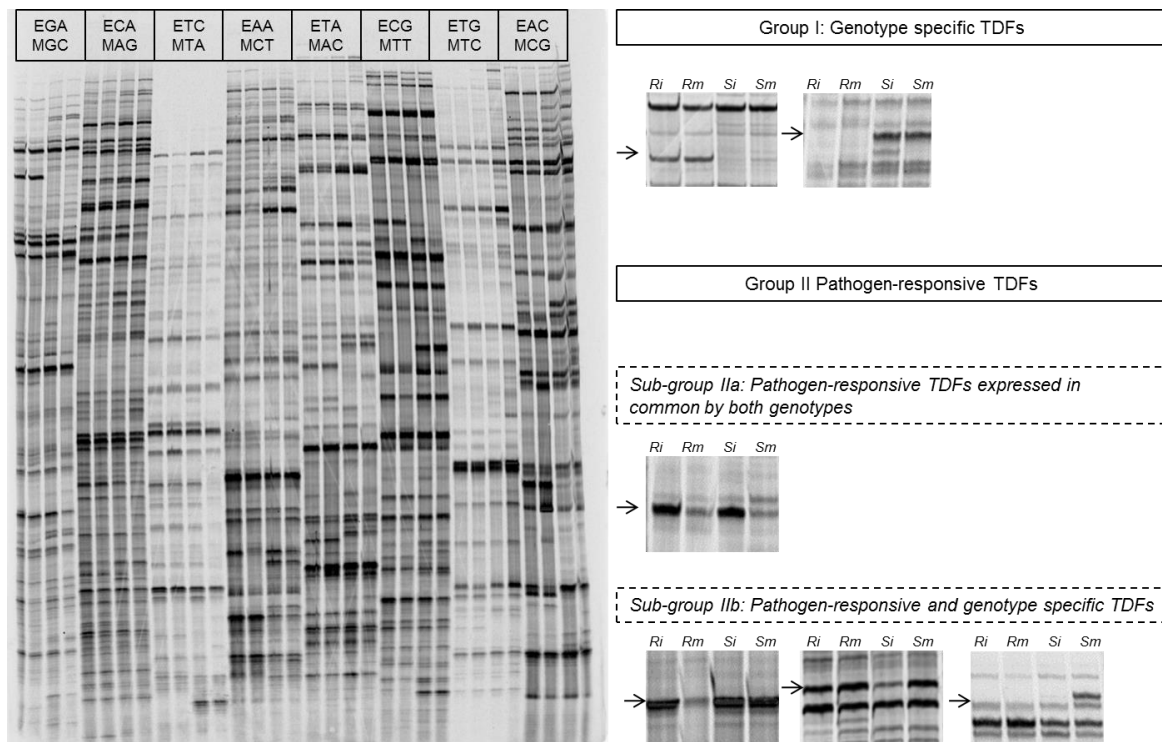 EGA ECA ETC EAA ETA ECG ETG EAC
MGC MAG MTA MCT MAC MTT MTC MCG
Group I: Genotype specific TDFs
Ri Rm Si Sm Ri Rm Si Sm
Group II Pathogen-responsive TDFs
Sub-group IIa: Pathogen-responsive TDFs expressed in
common by both genotypes
Ri Rm Si Sm
Sub-group IIb: Pathogen-responsive and genotype specific TDFs
Ri Rm Si Sm Ri Rm Si Sm Ri Rm Si Sm